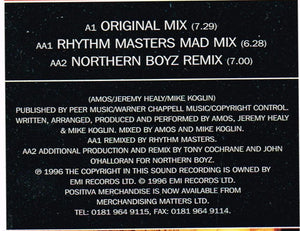 A1 ORIGINAL MIX (7.29)
AA1 RHYTHM MASTERS MAD MIX (6.28)
AA2 NORTHERN BOYZ REMIX (7.00)
(AMOS/JEREMY HEALY/MIKE KOGLIN)
PUBLISHED BY PEER MUSIC/WARNER CHAPPELL MUSIC/COPYRIGHT CONTROL.
WRITTEN, ARRANGED, PRODUCED AND PERFORMED BY AMOS, JEREMY HEALY
& MIKE KOGLIN. MIXED BY AMOS AND MIKE KOGLIN.
AA1 REMIXED BY RHYTHM MASTERS.
AA2 ADDITIONAL PRODUCTION AND REMIX BY TONY COCHRANE AND JOHN
O'HALLORAN FOR NORTHERN BOYZ.
℗ 1996 THE COPYRIGHT IN THIS SOUND RECORDING IS OWNED BY
EMI RECORDS LTD. © 1996 EMI RECORDS LTD.
POSITIVA MERCHANDISE IS NOW AVAILABLE FROM
MERCHANDISING MATTERS LTD.
TEL: 0181 964 9115, FAX: 0181 964 9114.